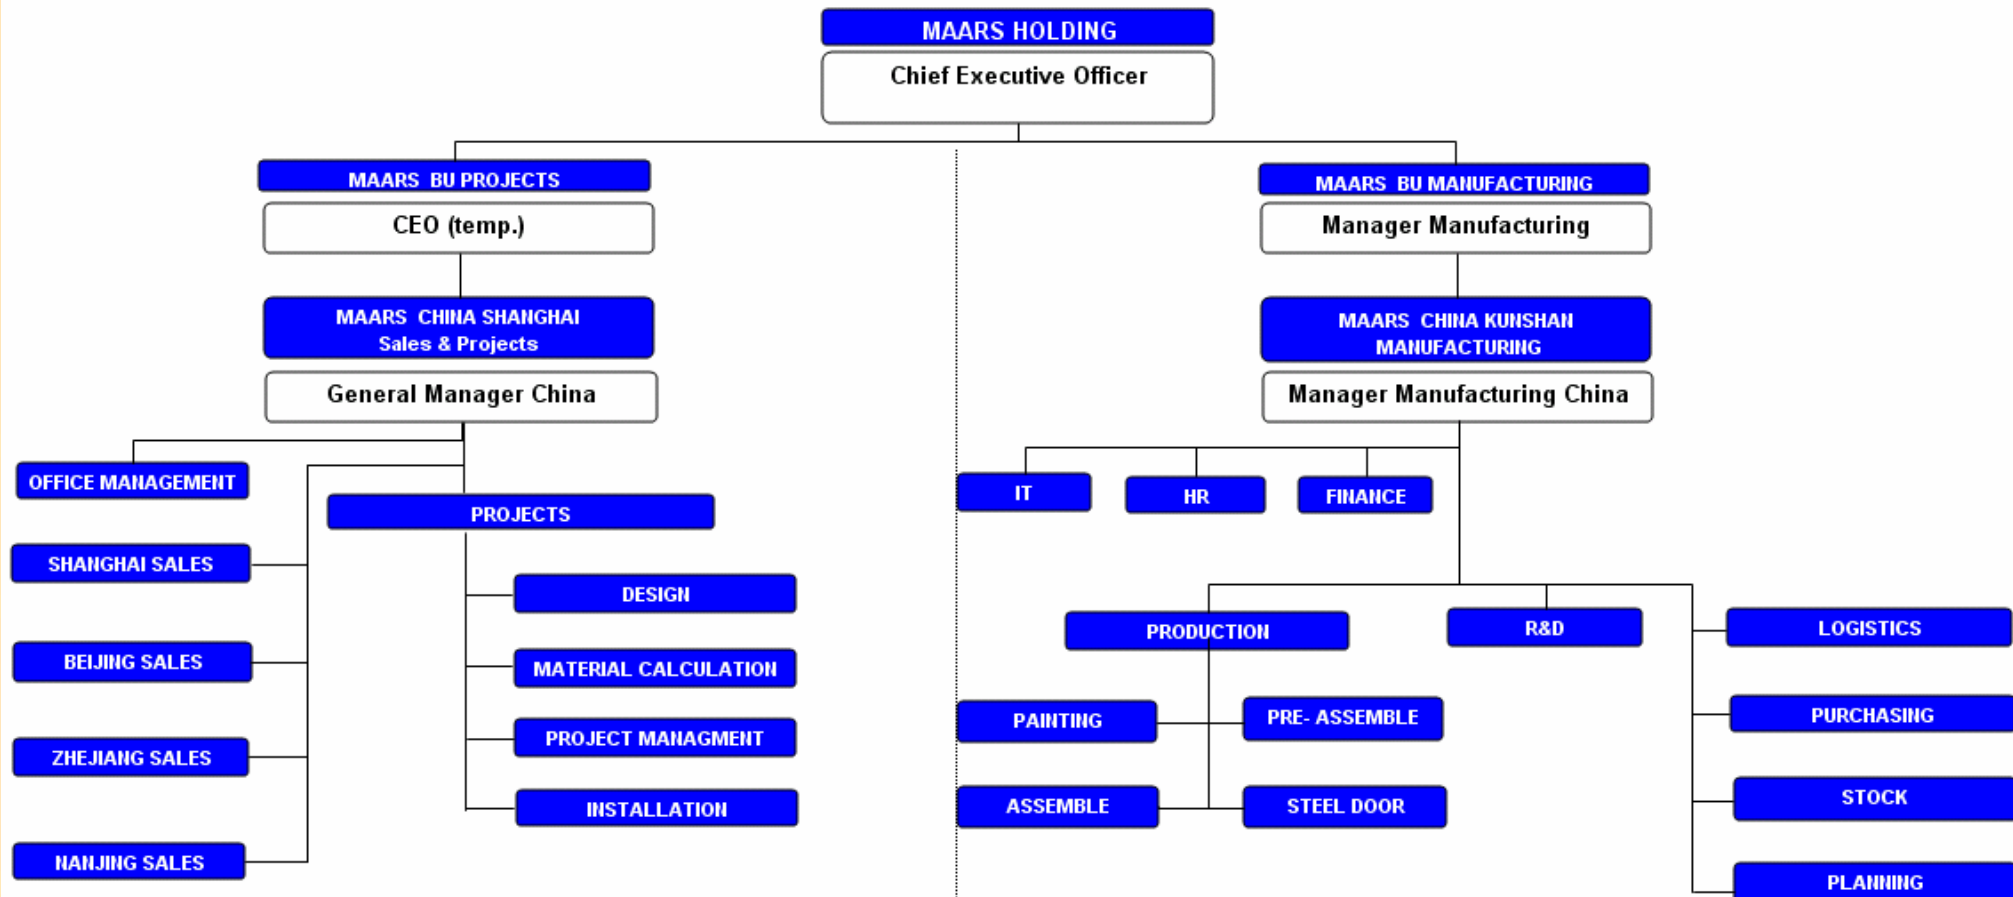 MAARS HOLDING
Chief Executive Officer
MAARS BU PROJECTS
CEO (temp.)
MAARS CHINA SHANGHAI
Sales & Projects
General Manager China
OFFICE MANAGEMENT
SHANGHAI SALES
BEIJING SALES
ZHEJIANG SALES
NANJING SALES
PROJECTS
DESIGN
MATERIAL CALCULATION
PROJECT MANAGMENT
INSTALLATION
MAARS BU MANUFACTURING
Manager Manufacturing
MAARS CHINA KUNSHAN
MANUFACTURING
Manager Manufacturing China
IT
HR
FINANCE
PRODUCTION
PAINTING
PRE- ASSEMBLE
ASSEMBLE
STEEL DOOR
R&D
LOGISTICS
PURCHASING
STOCK
PLANNING